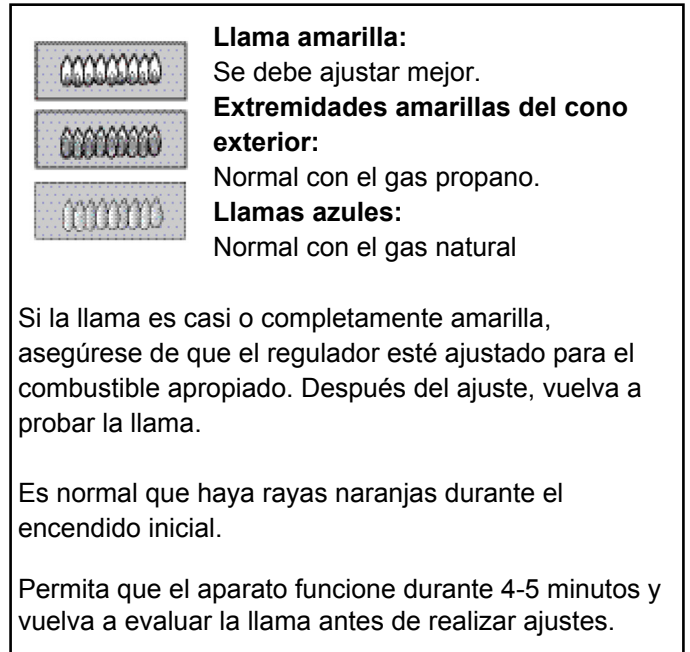 Llama amarilla:
Se debe ajustar mejor.
Extremidades amarillas del cono
exterior:
Normal con el gas propano.
Llamas azules:
Normal con el gas natural
Si la llama es casi o completamente amarilla,
asegúrese de que el regulador esté ajustado para el
combustible apropiado. Después del ajuste, vuelva a
probar la llama.
Es normal que haya rayas naranjas durante el
encendido inicial.
Permita que el aparato funcione durante 4-5 minutos y
vuelva a evaluar la llama antes de realizar ajustes.